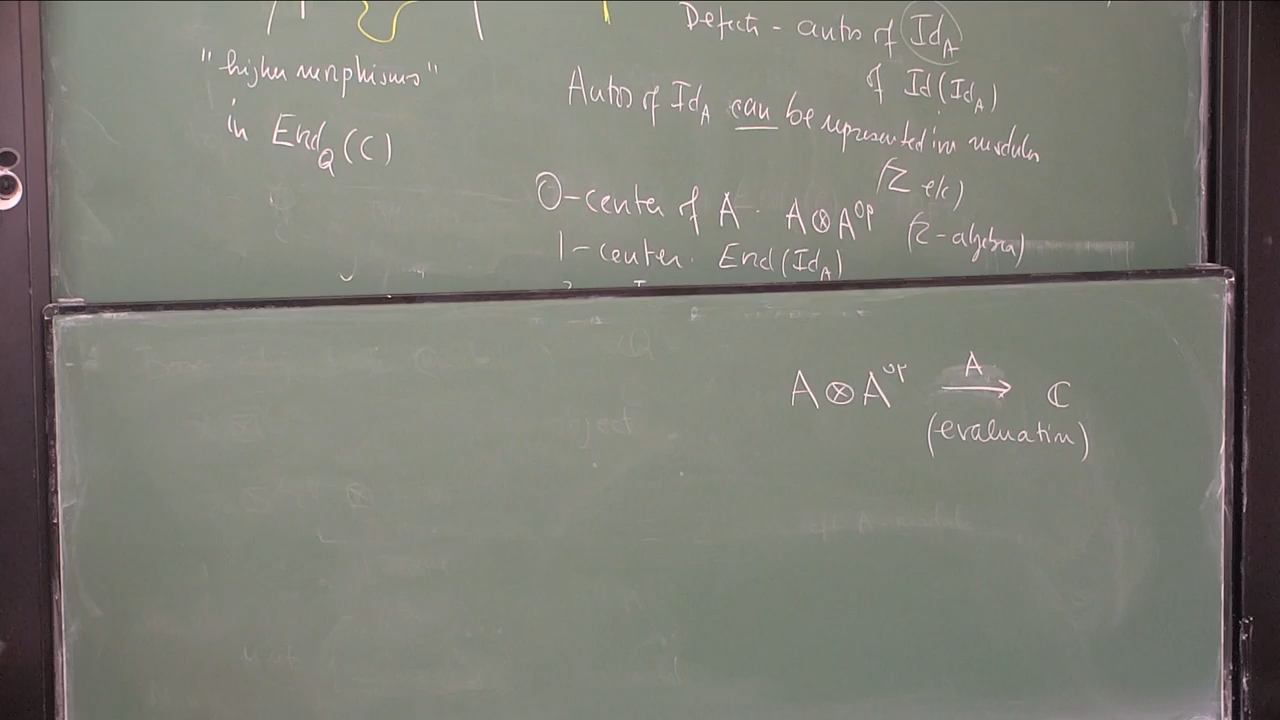 "higher morphisms"
in End_Q(C)
Defects - autos of Id_A
of Id(Id_A)
Autos of Id_A can be represented in modules
(Z etc)
0-center of A. A⊗A^op (Z-algebra)
1-center. End(Id_A)
A⊗A^op —A→ ℂ
(evaluation)